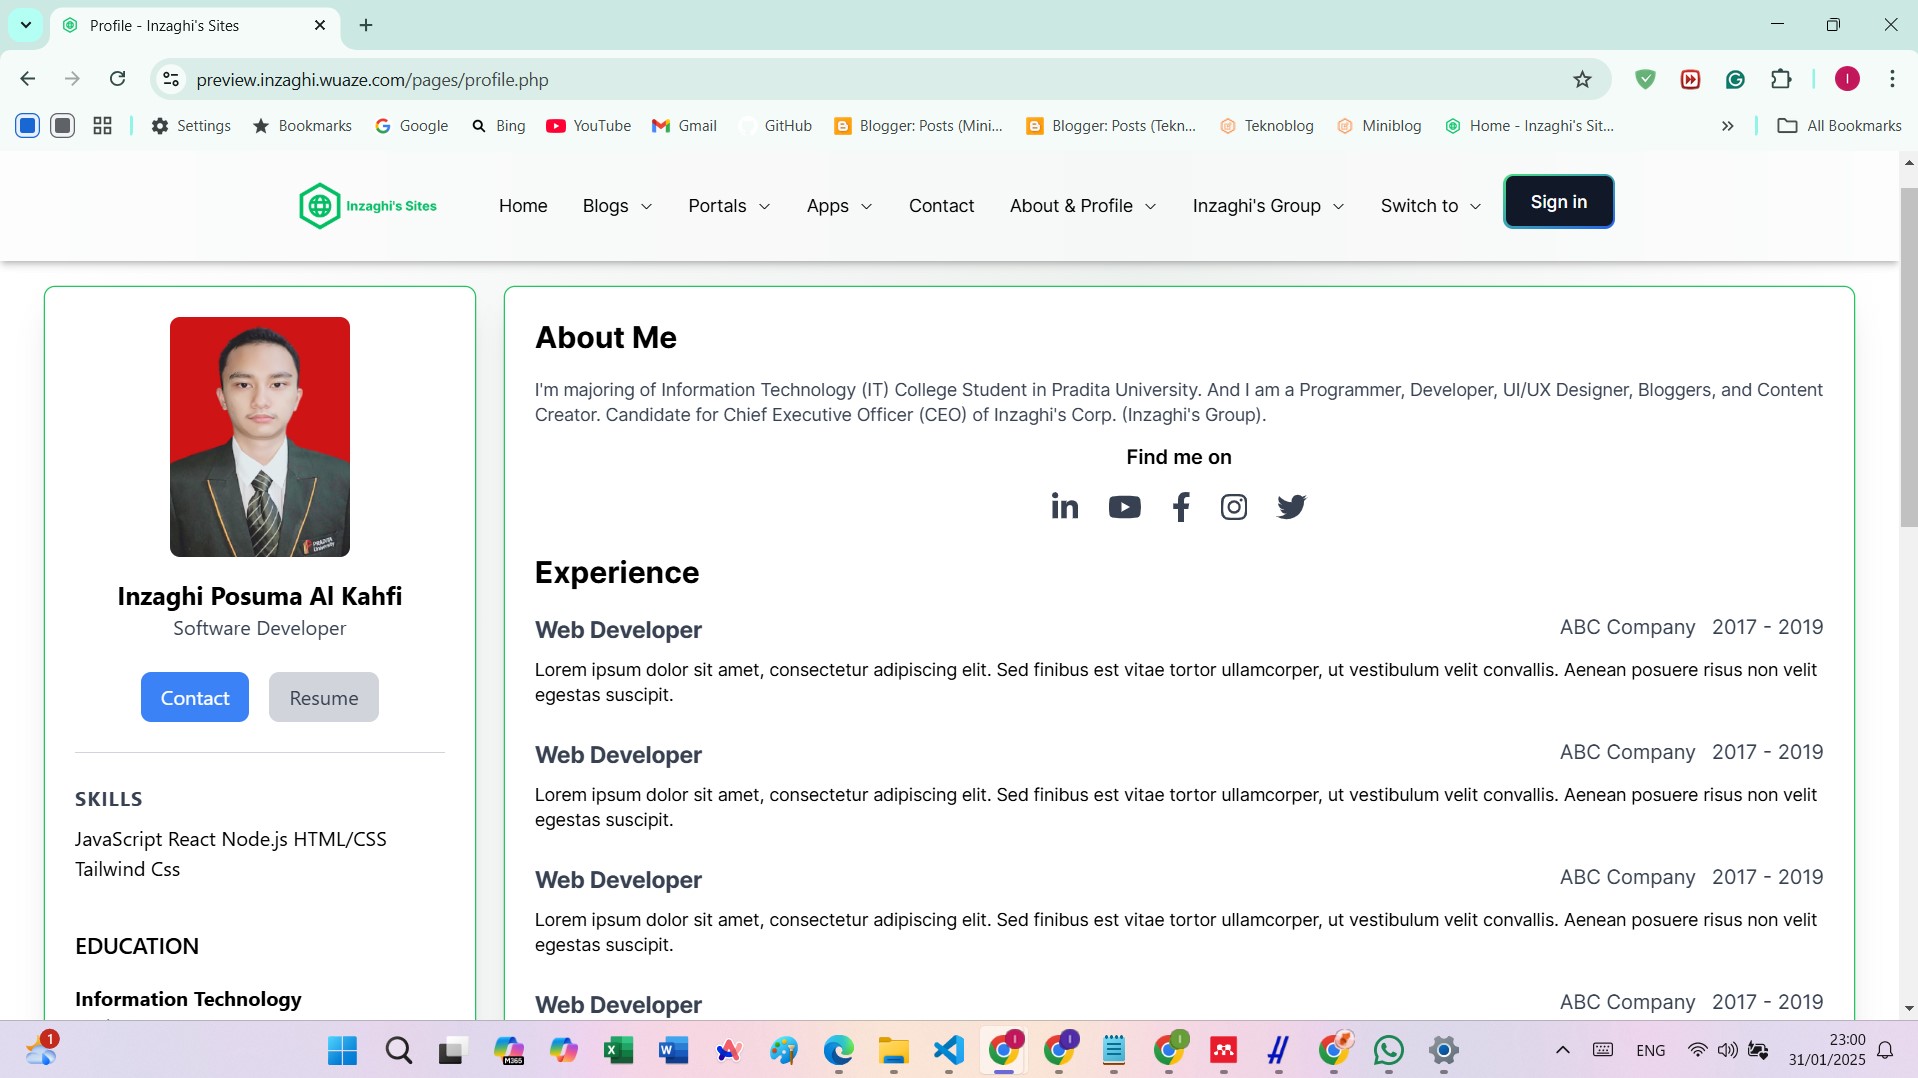 Profile - Inzaghi's Sites
preview.inzaghi.wuaze.com/pages/profile.php
I
Settings
Bookmarks
Google
Bing
YouTube
Gmail
GitHub
Blogger: Posts (Mini...
Blogger: Posts (Tekn...
Teknoblog
Miniblog
Home - Inzaghi's Sit...
All Bookmarks
Inzaghi's Sites
Home
Blogs
Portals
Apps
Contact
About & Profile
Inzaghi's Group
Switch to
Sign in
PRADITA
University
Inzaghi Posuma Al Kahfi
Software Developer
Contact
Resume
SKILLS
JavaScript React Node.js HTML/CSS
Tailwind Css
EDUCATION
Information Technology
About Me
I'm majoring of Information Technology (IT) College Student in Pradita University. And I am a Programmer, Developer, UI/UX Designer, Bloggers, and Content
Creator. Candidate for Chief Executive Officer (CEO) of Inzaghi's Corp. (Inzaghi's Group).
Find me on
Experience
Web Developer
ABC Company 2017 - 2019
Lorem ipsum dolor sit amet, consectetur adipiscing elit. Sed finibus est vitae tortor ullamcorper, ut vestibulum velit convallis. Aenean posuere risus non velit
egestas suscipit.
Web Developer
ABC Company 2017 - 2019
Lorem ipsum dolor sit amet, consectetur adipiscing elit. Sed finibus est vitae tortor ullamcorper, ut vestibulum velit convallis. Aenean posuere risus non velit
egestas suscipit.
Web Developer
ABC Company 2017 - 2019
Lorem ipsum dolor sit amet, consectetur adipiscing elit. Sed finibus est vitae tortor ullamcorper, ut vestibulum velit convallis. Aenean posuere risus non velit
egestas suscipit.
Web Developer
ABC Company 2017 - 2019
1
M365
I
I
I
ENG
23:00
31/01/2025